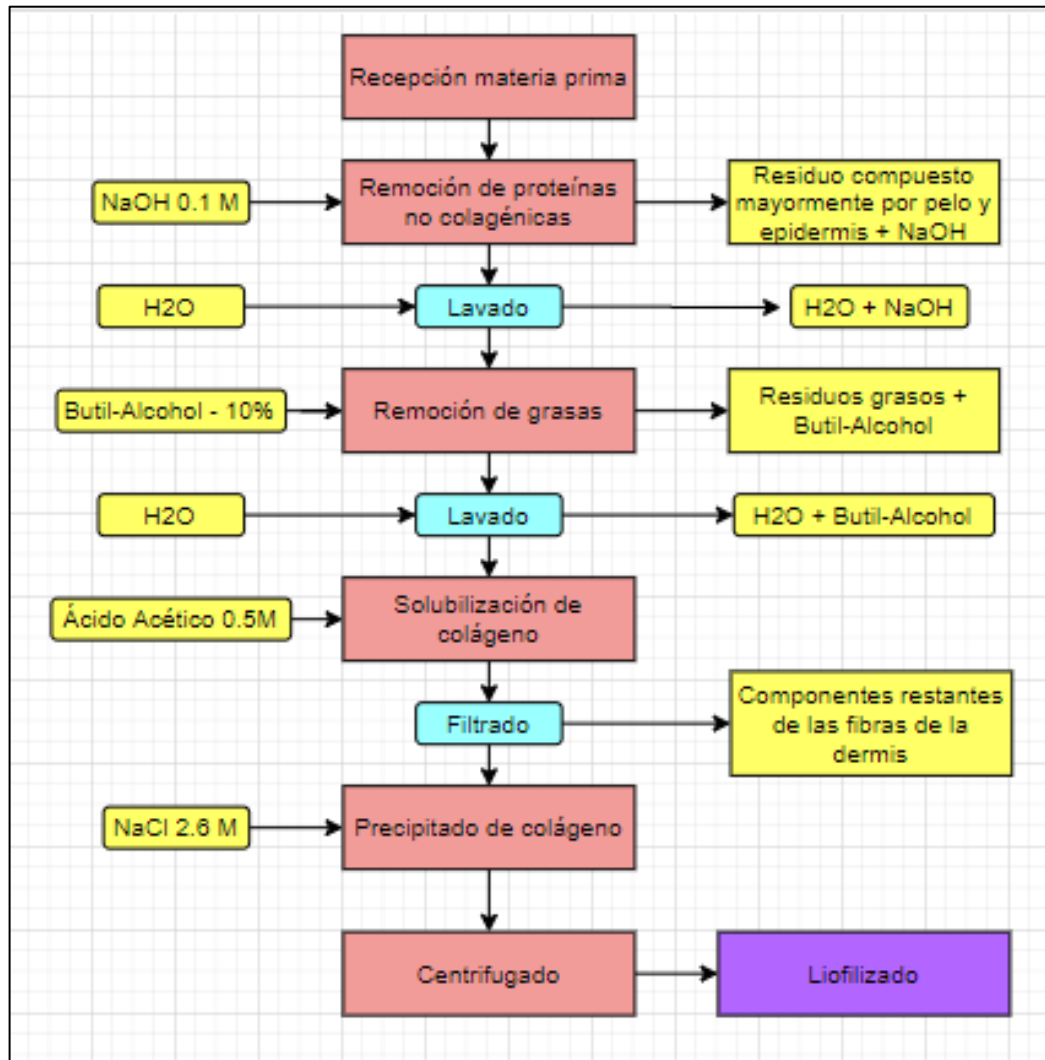 Recepción materia prima
NaOH 0.1 M
Remoción de proteínas
no colagénicas
Residuo compuesto
mayormente por pelo y
epidermis + NaOH
H2O
Lavado
H2O + NaOH
Butil-Alcohol - 10%
Remoción de grasas
Residuos grasos +
Butil-Alcohol
H2O
Lavado
H2O + Butil-Alcohol
Ácido Acético 0.5M
Solubilización de
colágeno
Filtrado
Componentes restantes
de las fibras de la
dermis
NaCl 2.6 M
Precipitado de colágeno
Centrifugado
Liofilizado